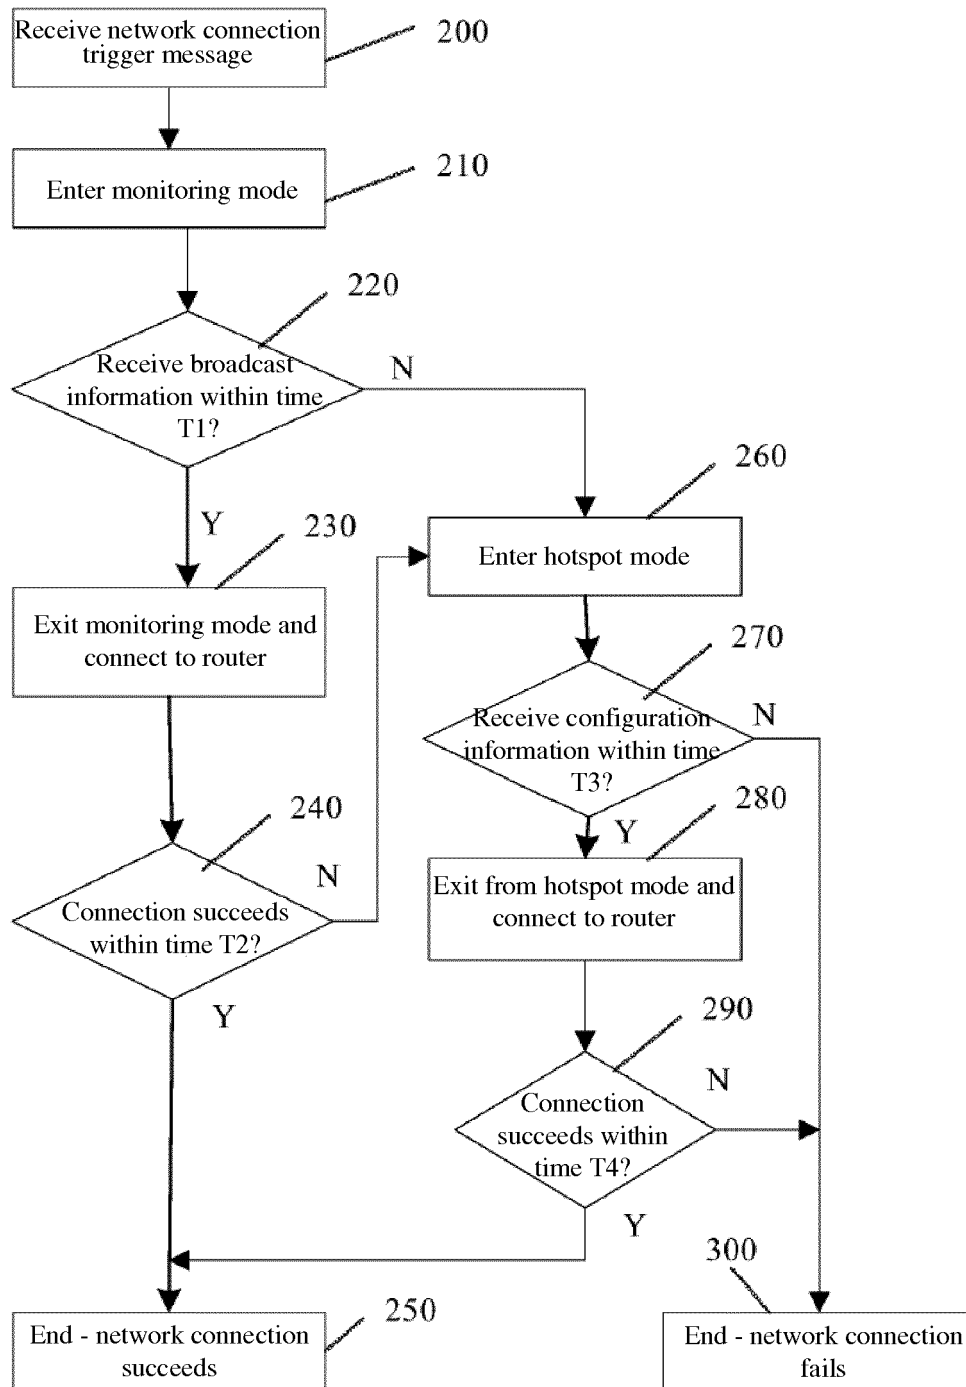 Receive network connection
trigger message
200
Enter monitoring mode
210
220
Receive broadcast
information within time
T1?
N
Y
230
Exit monitoring mode and
connect to router
260
Enter hotspot mode
270
Receive configuration
information within time
T3?
N
Y
240
Connection succeeds
within time T2?
N
Y
280
Exit from hotspot mode and
connect to router
290
Connection
succeeds within
time T4?
N
Y
250
End - network connection
succeeds
300
End - network connection
fails